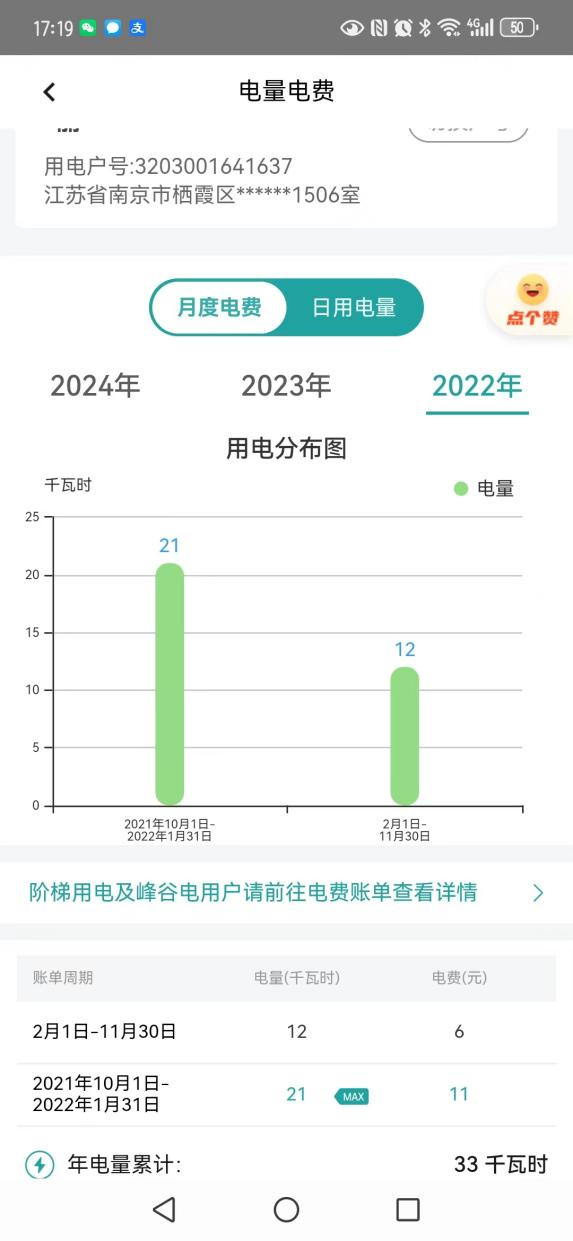 17:19
4G
50
电量电费
用电户号:3203001641637
江苏省南京市栖霞区******1506室
月度电费
日用电量
点个赞
2024年
2023年
2022年
用电分布图
千瓦时
电量
25
21
20
15
12
10
5
0
2021年10月1日-
2022年1月31日
2月1日-
11月30日
阶梯用电及峰谷电用户请前往电费账单查看详情
账单周期 电量(千瓦时) 电费(元)
2月1日-11月30日 12 6
2021年10月1日-
2022年1月31日
21 MAX 11
年电量累计: 33 千瓦时